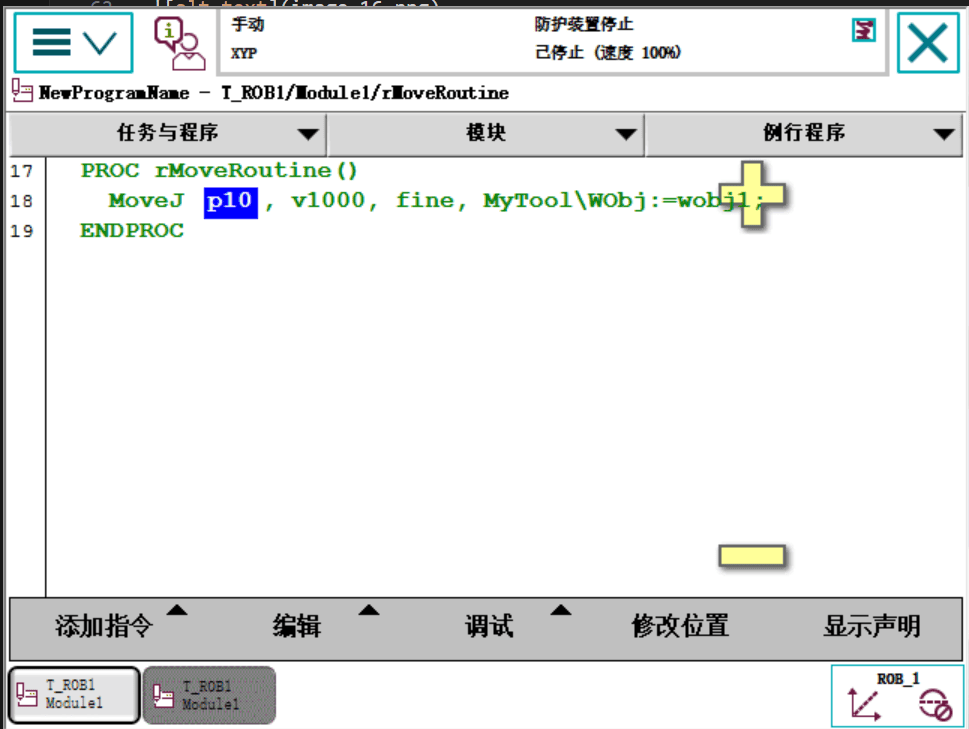 手动
防护装置停止
XYP
己停止 (速度 100%)
NewProgramName - T_ROB1/Module1/rMoveRoutine
任务与程序
模块
例行程序
17 PROC rMoveRoutine()
18 MoveJ p10, v1000, fine, MyTool\WObj:=wobj1;
19 ENDPROC
添加指令
编辑
调试
修改位置
显示声明
T_ROB1
Module1
T_ROB1
Module1
ROB_1